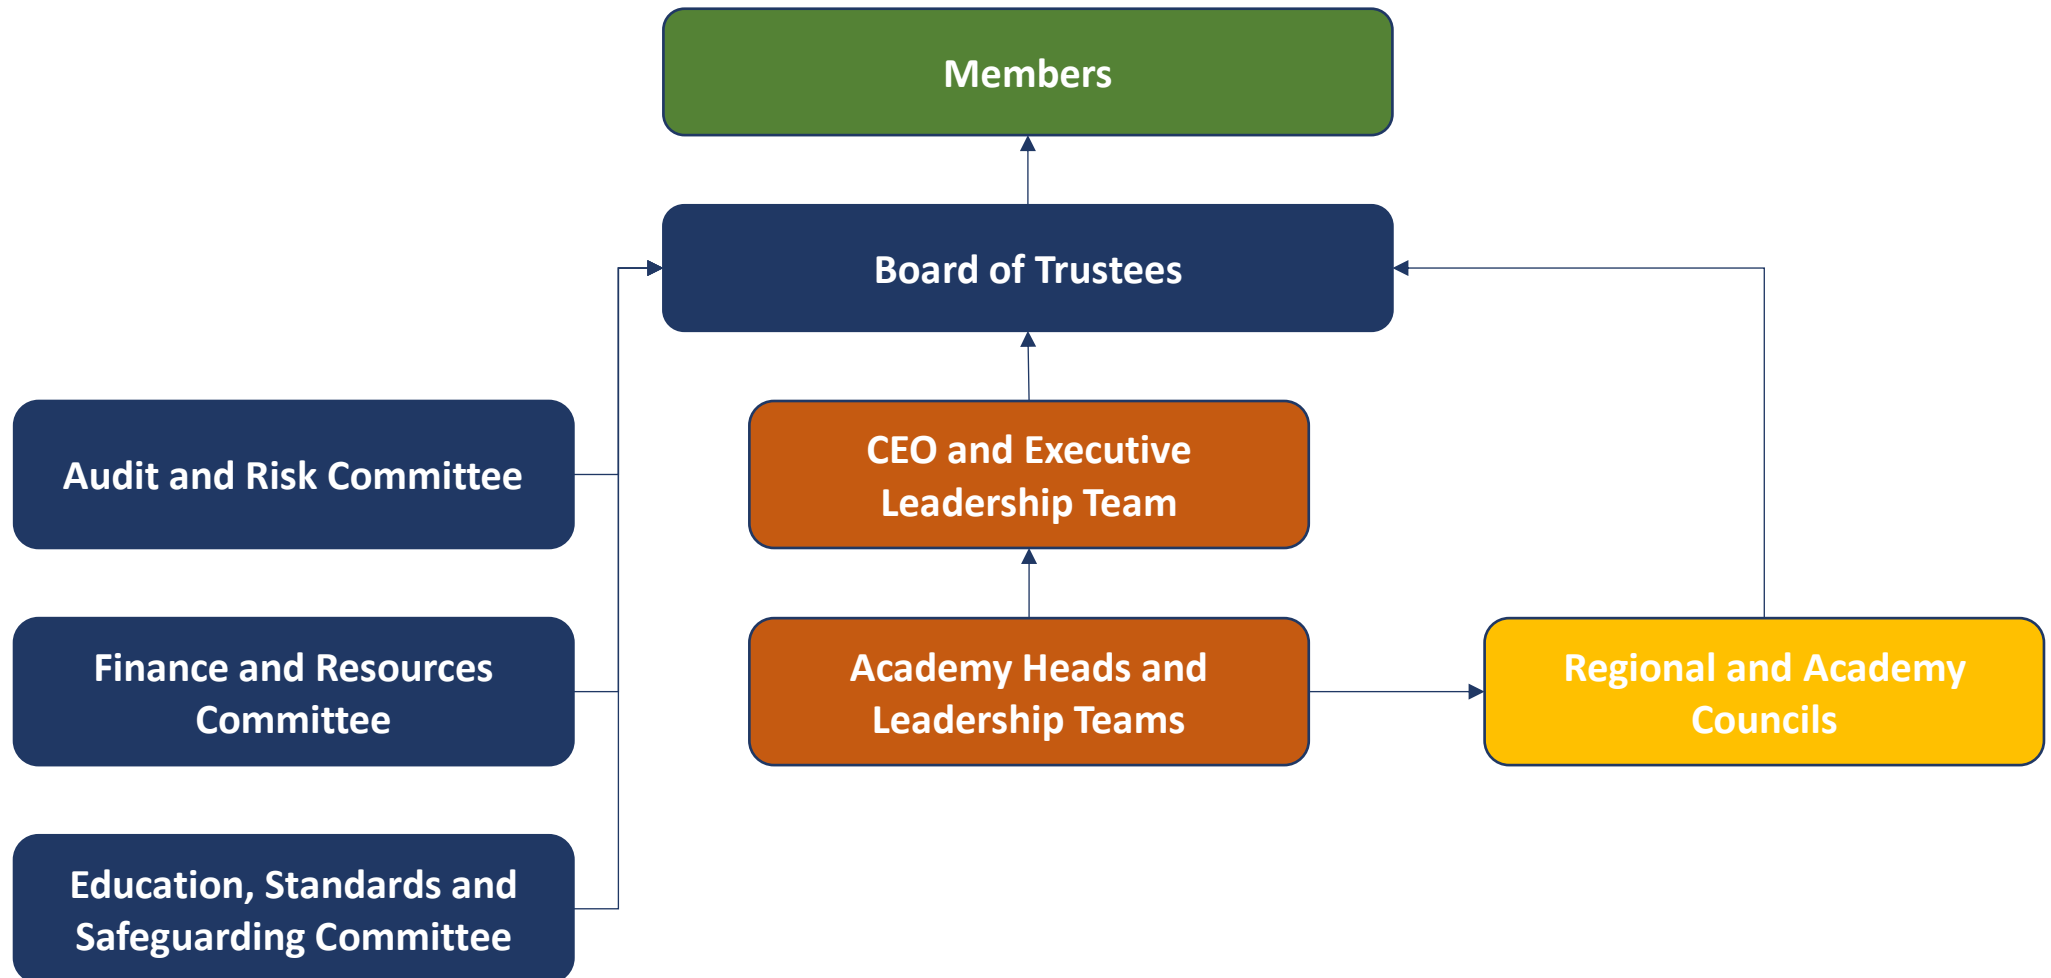 Members
Board of Trustees
Audit and Risk Committee
CEO and Executive
Leadership Team
Finance and Resources
Committee
Academy Heads and
Leadership Teams
Regional and Academy
Councils
Education, Standards and
Safeguarding Committee